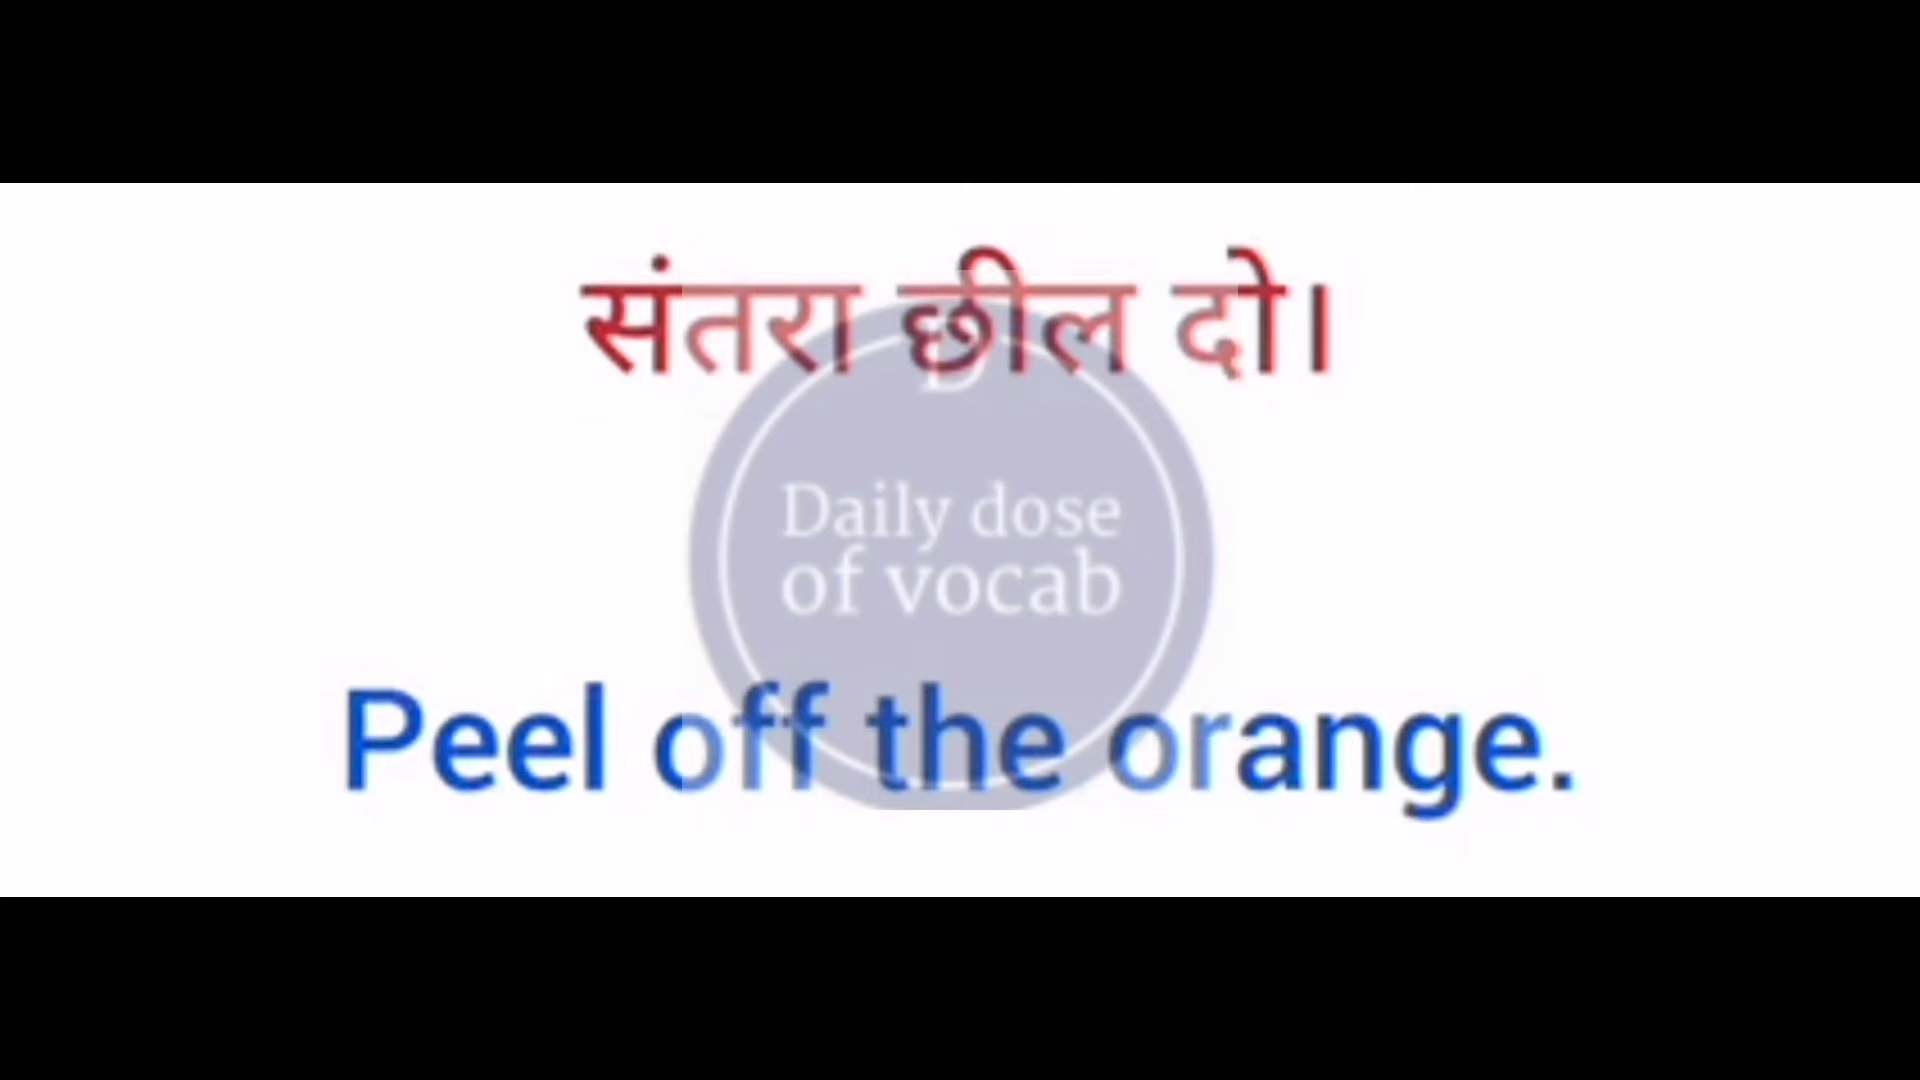 संतरा छील दो।
D
Daily dose
of vocab
Peel off the orange.